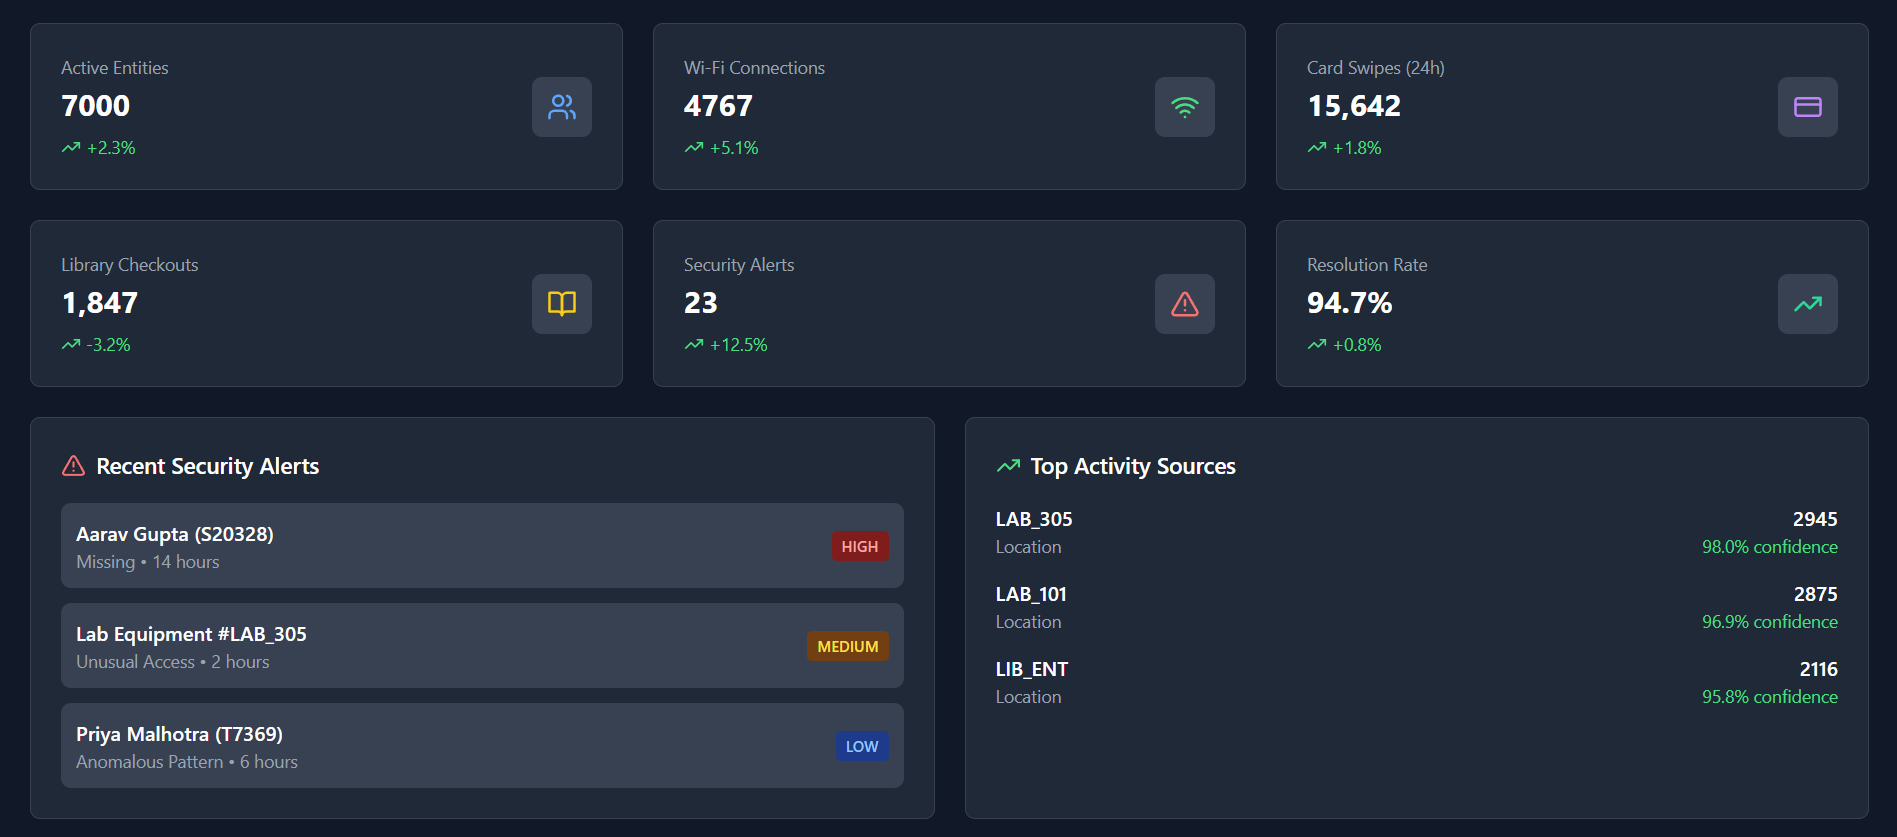 Active Entities
7000
+2.3%
Wi-Fi Connections
4767
+5.1%
Card Swipes (24h)
15,642
+1.8%
Library Checkouts
1,847
-3.2%
Security Alerts
23
+12.5%
Resolution Rate
94.7%
+0.8%
Recent Security Alerts
Aarav Gupta (S20328)
Missing • 14 hours
HIGH
Lab Equipment #LAB_305
Unusual Access • 2 hours
MEDIUM
Priya Malhotra (T7369)
Anomalous Pattern • 6 hours
LOW
Top Activity Sources
LAB_305 2945
Location 98.0% confidence
LAB_101 2875
Location 96.9% confidence
LIB_ENT 2116
Location 95.8% confidence